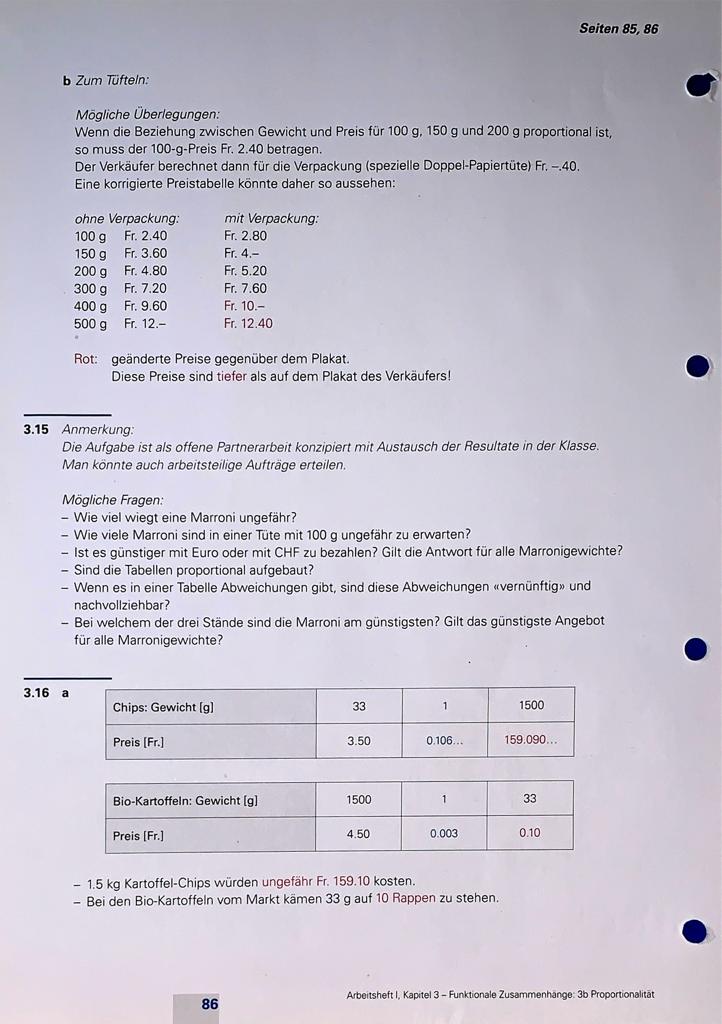 Seiten 85, 86
b Zum Tüfteln:
Mögliche Überlegungen:
Wenn die Beziehung zwischen Gewicht und Preis für 100 g, 150 g und 200 g proportional ist,
so muss der 100-g-Preis Fr. 2.40 betragen.
Der Verkäufer berechnet dann für die Verpackung (spezielle Doppel-Papiertüte) Fr. –.40.
Eine korrigierte Preistabelle könnte daher so aussehen:
ohne Verpackung: mit Verpackung:
100 g Fr. 2.40 Fr. 2.80
150 g Fr. 3.60 Fr. 4.–
200 g Fr. 4.80 Fr. 5.20
300 g Fr. 7.20 Fr. 7.60
400 g Fr. 9.60 Fr. 10.–
500 g Fr. 12.– Fr. 12.40
Rot: geänderte Preise gegenüber dem Plakat.
Diese Preise sind tiefer als auf dem Plakat des Verkäufers!
3.15 Anmerkung:
Die Aufgabe ist als offene Partnerarbeit konzipiert mit Austausch der Resultate in der Klasse.
Man könnte auch arbeitsteilige Aufträge erteilen.
Mögliche Fragen:
– Wie viel wiegt eine Marroni ungefähr?
– Wie viele Marroni sind in einer Tüte mit 100 g ungefähr zu erwarten?
– Ist es günstiger mit Euro oder mit CHF zu bezahlen? Gilt die Antwort für alle Marronigewichte?
– Sind die Tabellen proportional aufgebaut?
– Wenn es in einer Tabelle Abweichungen gibt, sind diese Abweichungen «vernünftig» und
nachvollziehbar?
– Bei welchem der drei Stände sind die Marroni am günstigsten? Gilt das günstigste Angebot
für alle Marronigewichte?
3.16 a
Chips: Gewicht [g] 33 1 1500
Preis [Fr.] 3.50 0.106... 159.090...
Bio-Kartoffeln: Gewicht [g] 1500 1 33
Preis [Fr.] 4.50 0.003 0.10
– 1.5 kg Kartoffel-Chips würden ungefähr Fr. 159.10 kosten.
– Bei den Bio-Kartoffeln vom Markt kämen 33 g auf 10 Rappen zu stehen.
86
Arbeitsheft I, Kapitel 3 – Funktionale Zusammenhänge: 3b Proportionalität